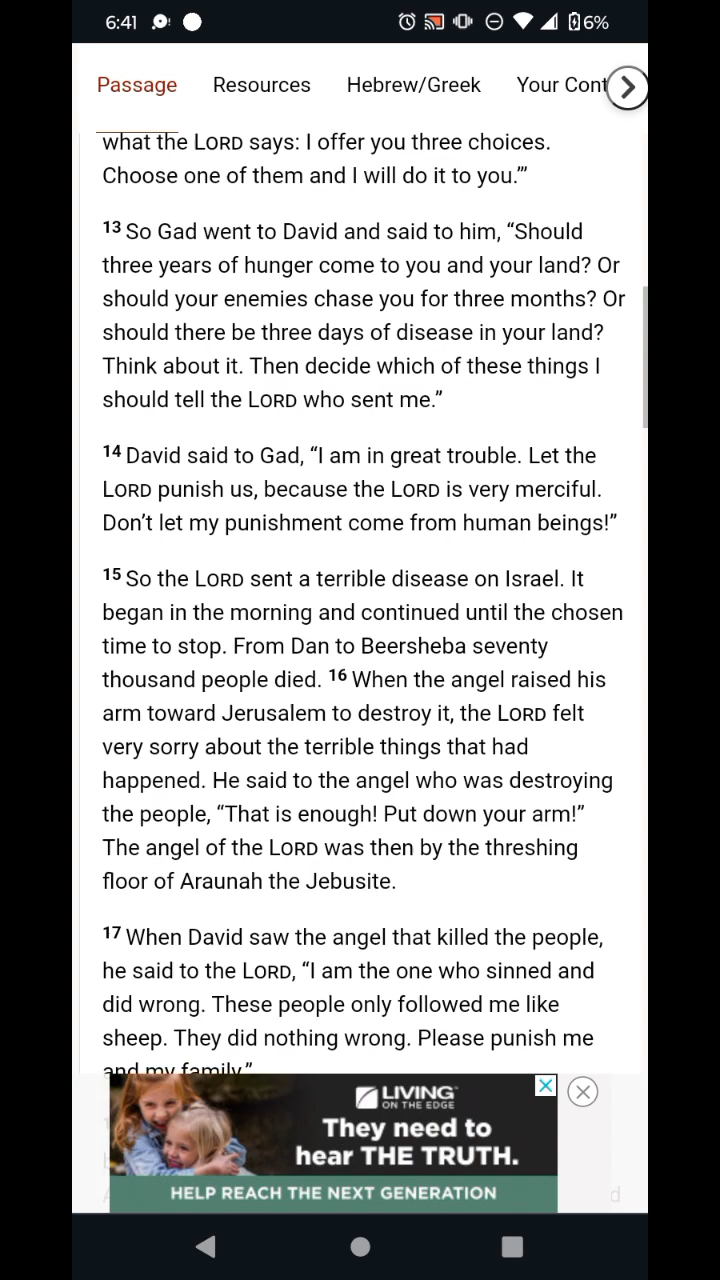 6:41
6%
Passage Resources Hebrew/Greek Your Cont
what the LORD says: I offer you three choices.
Choose one of them and I will do it to you.’”
13 So Gad went to David and said to him, “Should
three years of hunger come to you and your land? Or
should your enemies chase you for three months? Or
should there be three days of disease in your land?
Think about it. Then decide which of these things I
should tell the LORD who sent me.”
14 David said to Gad, “I am in great trouble. Let the
LORD punish us, because the LORD is very merciful.
Don’t let my punishment come from human beings!”
15 So the LORD sent a terrible disease on Israel. It
began in the morning and continued until the chosen
time to stop. From Dan to Beersheba seventy
thousand people died. 16 When the angel raised his
arm toward Jerusalem to destroy it, the LORD felt
very sorry about the terrible things that had
happened. He said to the angel who was destroying
the people, “That is enough! Put down your arm!”
The angel of the LORD was then by the threshing
floor of Araunah the Jebusite.
17 When David saw the angel that killed the people,
he said to the LORD, “I am the one who sinned and
did wrong. These people only followed me like
sheep. They did nothing wrong. Please punish me
and my family.”
LIVING
ON THE EDGE
They need to
hear THE TRUTH.
HELP REACH THE NEXT GENERATION